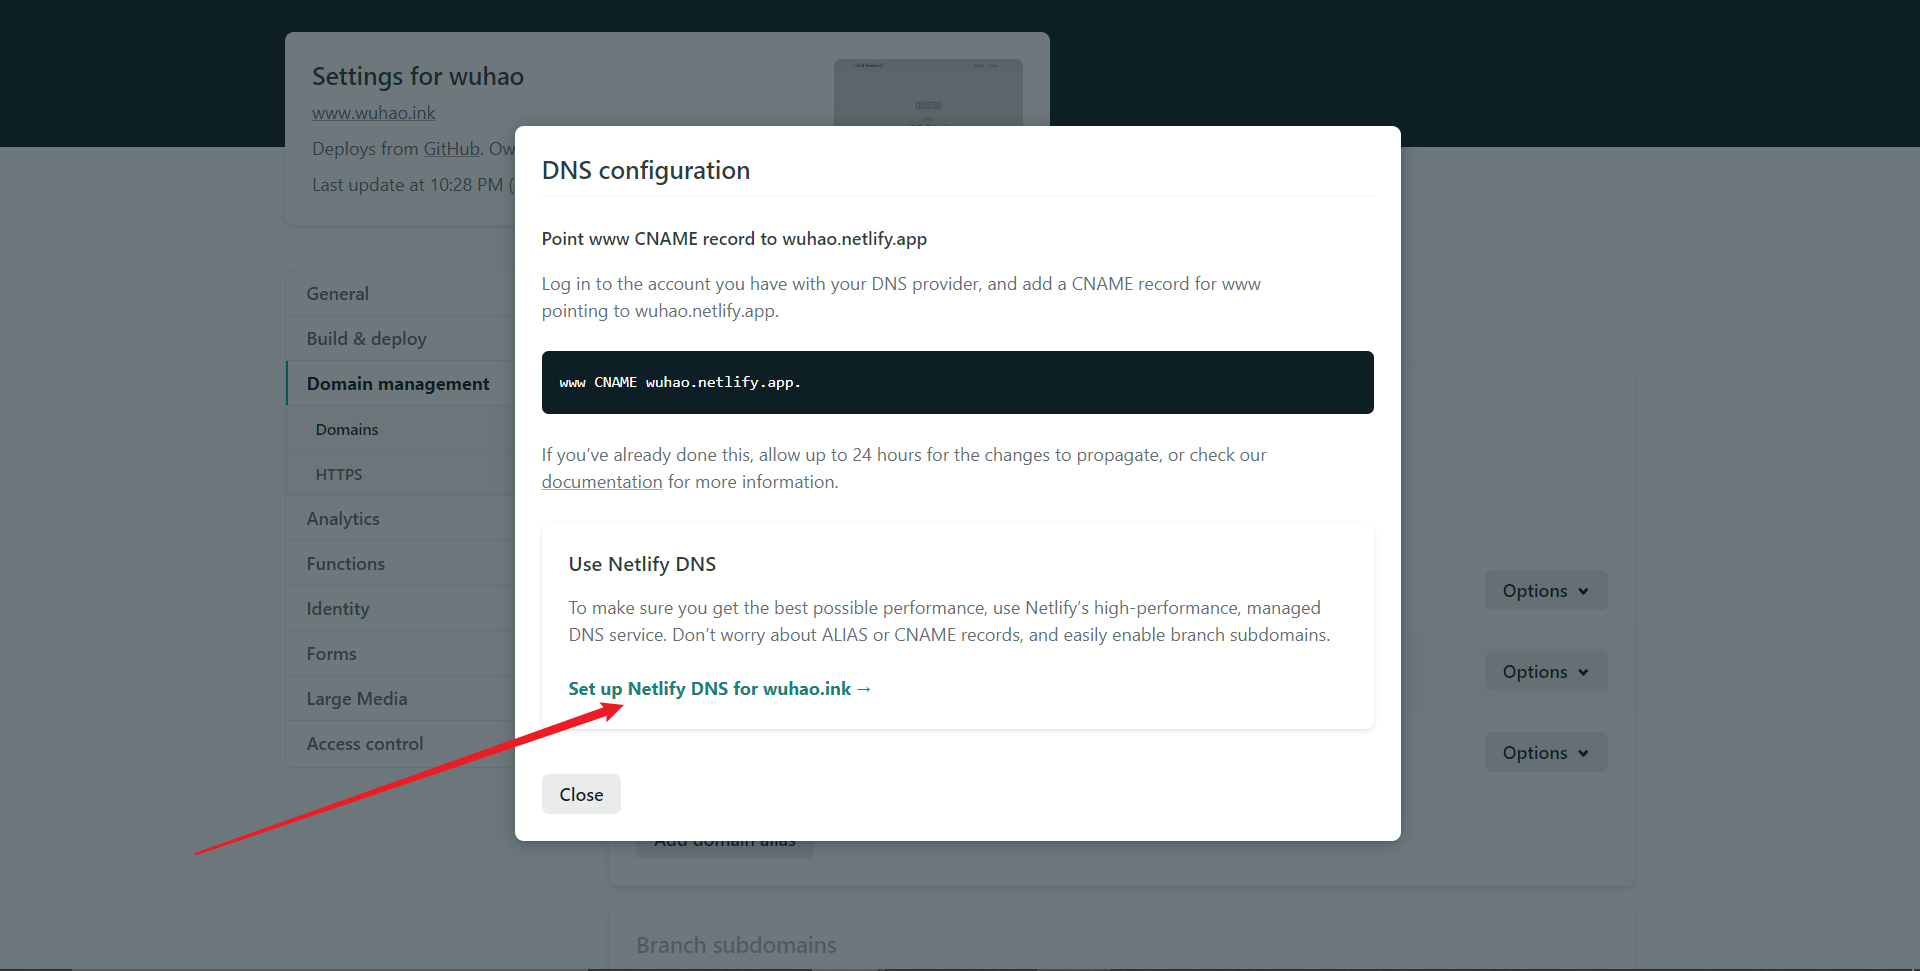 Settings for wuhao
www.wuhao.ink
Deploys from GitHub. Ow
Last update at 10:28 PM (
General
Build & deploy
Domain management
Domains
HTTPS
Analytics
Functions
Identity
Forms
Large Media
Access control
DNS configuration
Point www CNAME record to wuhao.netlify.app
Log in to the account you have with your DNS provider, and add a CNAME record for www
pointing to wuhao.netlify.app.
www CNAME wuhao.netlify.app.
If you’ve already done this, allow up to 24 hours for the changes to propagate, or check our
documentation for more information.
Use Netlify DNS
To make sure you get the best possible performance, use Netlify’s high-performance, managed
DNS service. Don’t worry about ALIAS or CNAME records, and easily enable branch subdomains.
Set up Netlify DNS for wuhao.ink →
Close
Options
Options
Options
Add domain alias
Branch subdomains